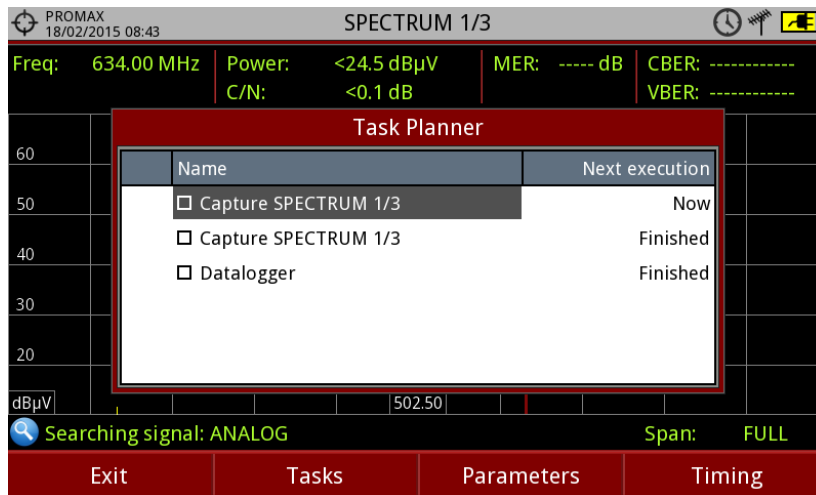 PROMAX
18/02/2015 08:43
SPECTRUM 1/3
Freq: 634.00 MHz Power: <24.5 dBµV MER: ----- dB CBER: ------------
C/N: <0.1 dB VBER: ------------
Task Planner
Name Next execution
Capture SPECTRUM 1/3 Now
Capture SPECTRUM 1/3 Finished
Datalogger Finished
60
50
40
30
20
dBµV 502.50
Searching signal: ANALOG Span: FULL
Exit Tasks Parameters Timing